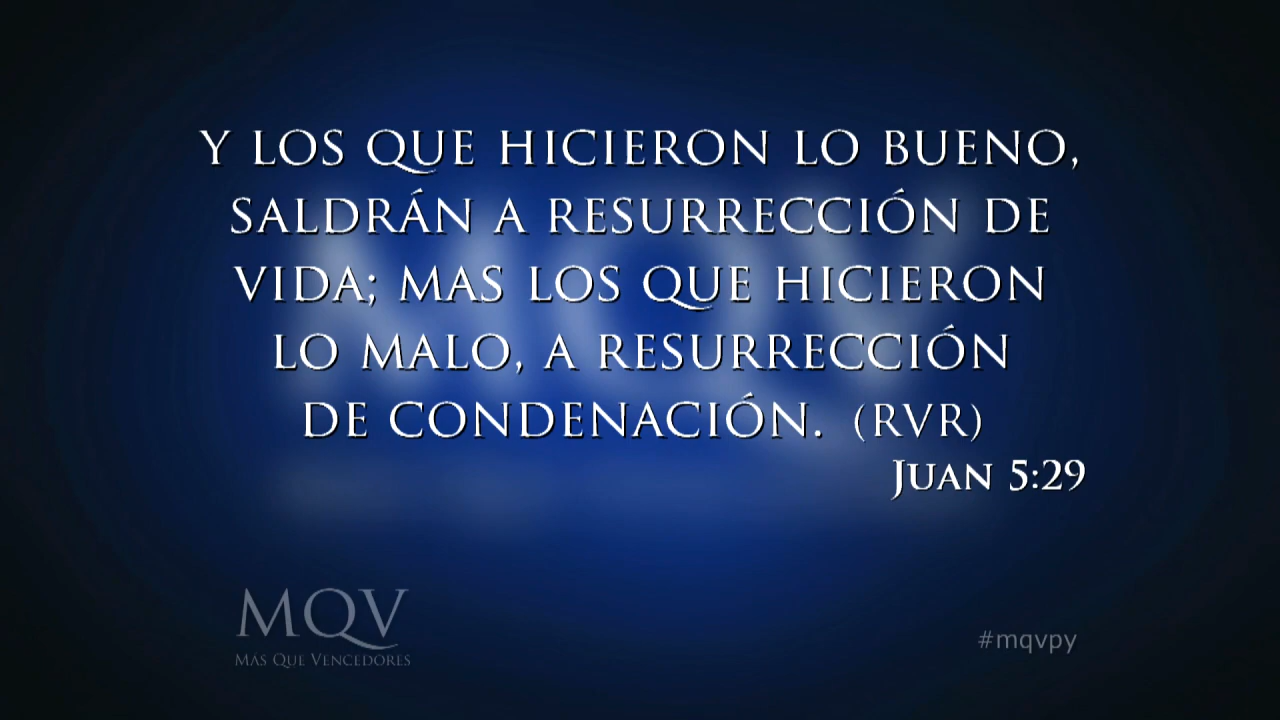 Y LOS QUE HICIERON LO BUENO,
SALDRÁN A RESURRECCIÓN DE
VIDA; MAS LOS QUE HICIERON
LO MALO, A RESURRECCIÓN
DE CONDENACIÓN. (RVR)
JUAN 5:29
MQV
MÁS QUE VENCEDORES
#mqvpy